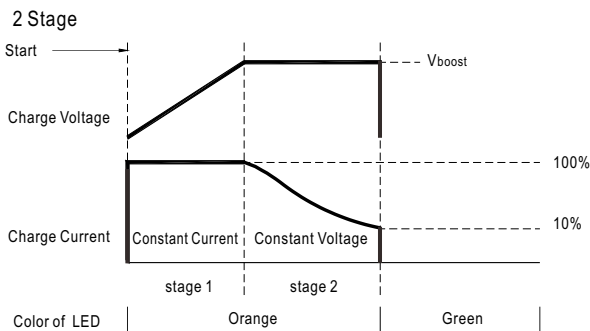 2 Stage
Start
Vboost
Charge Voltage
100%
10%
Charge Current
Constant Current
Constant Voltage
stage 1
stage 2
Color of LED
Orange
Green